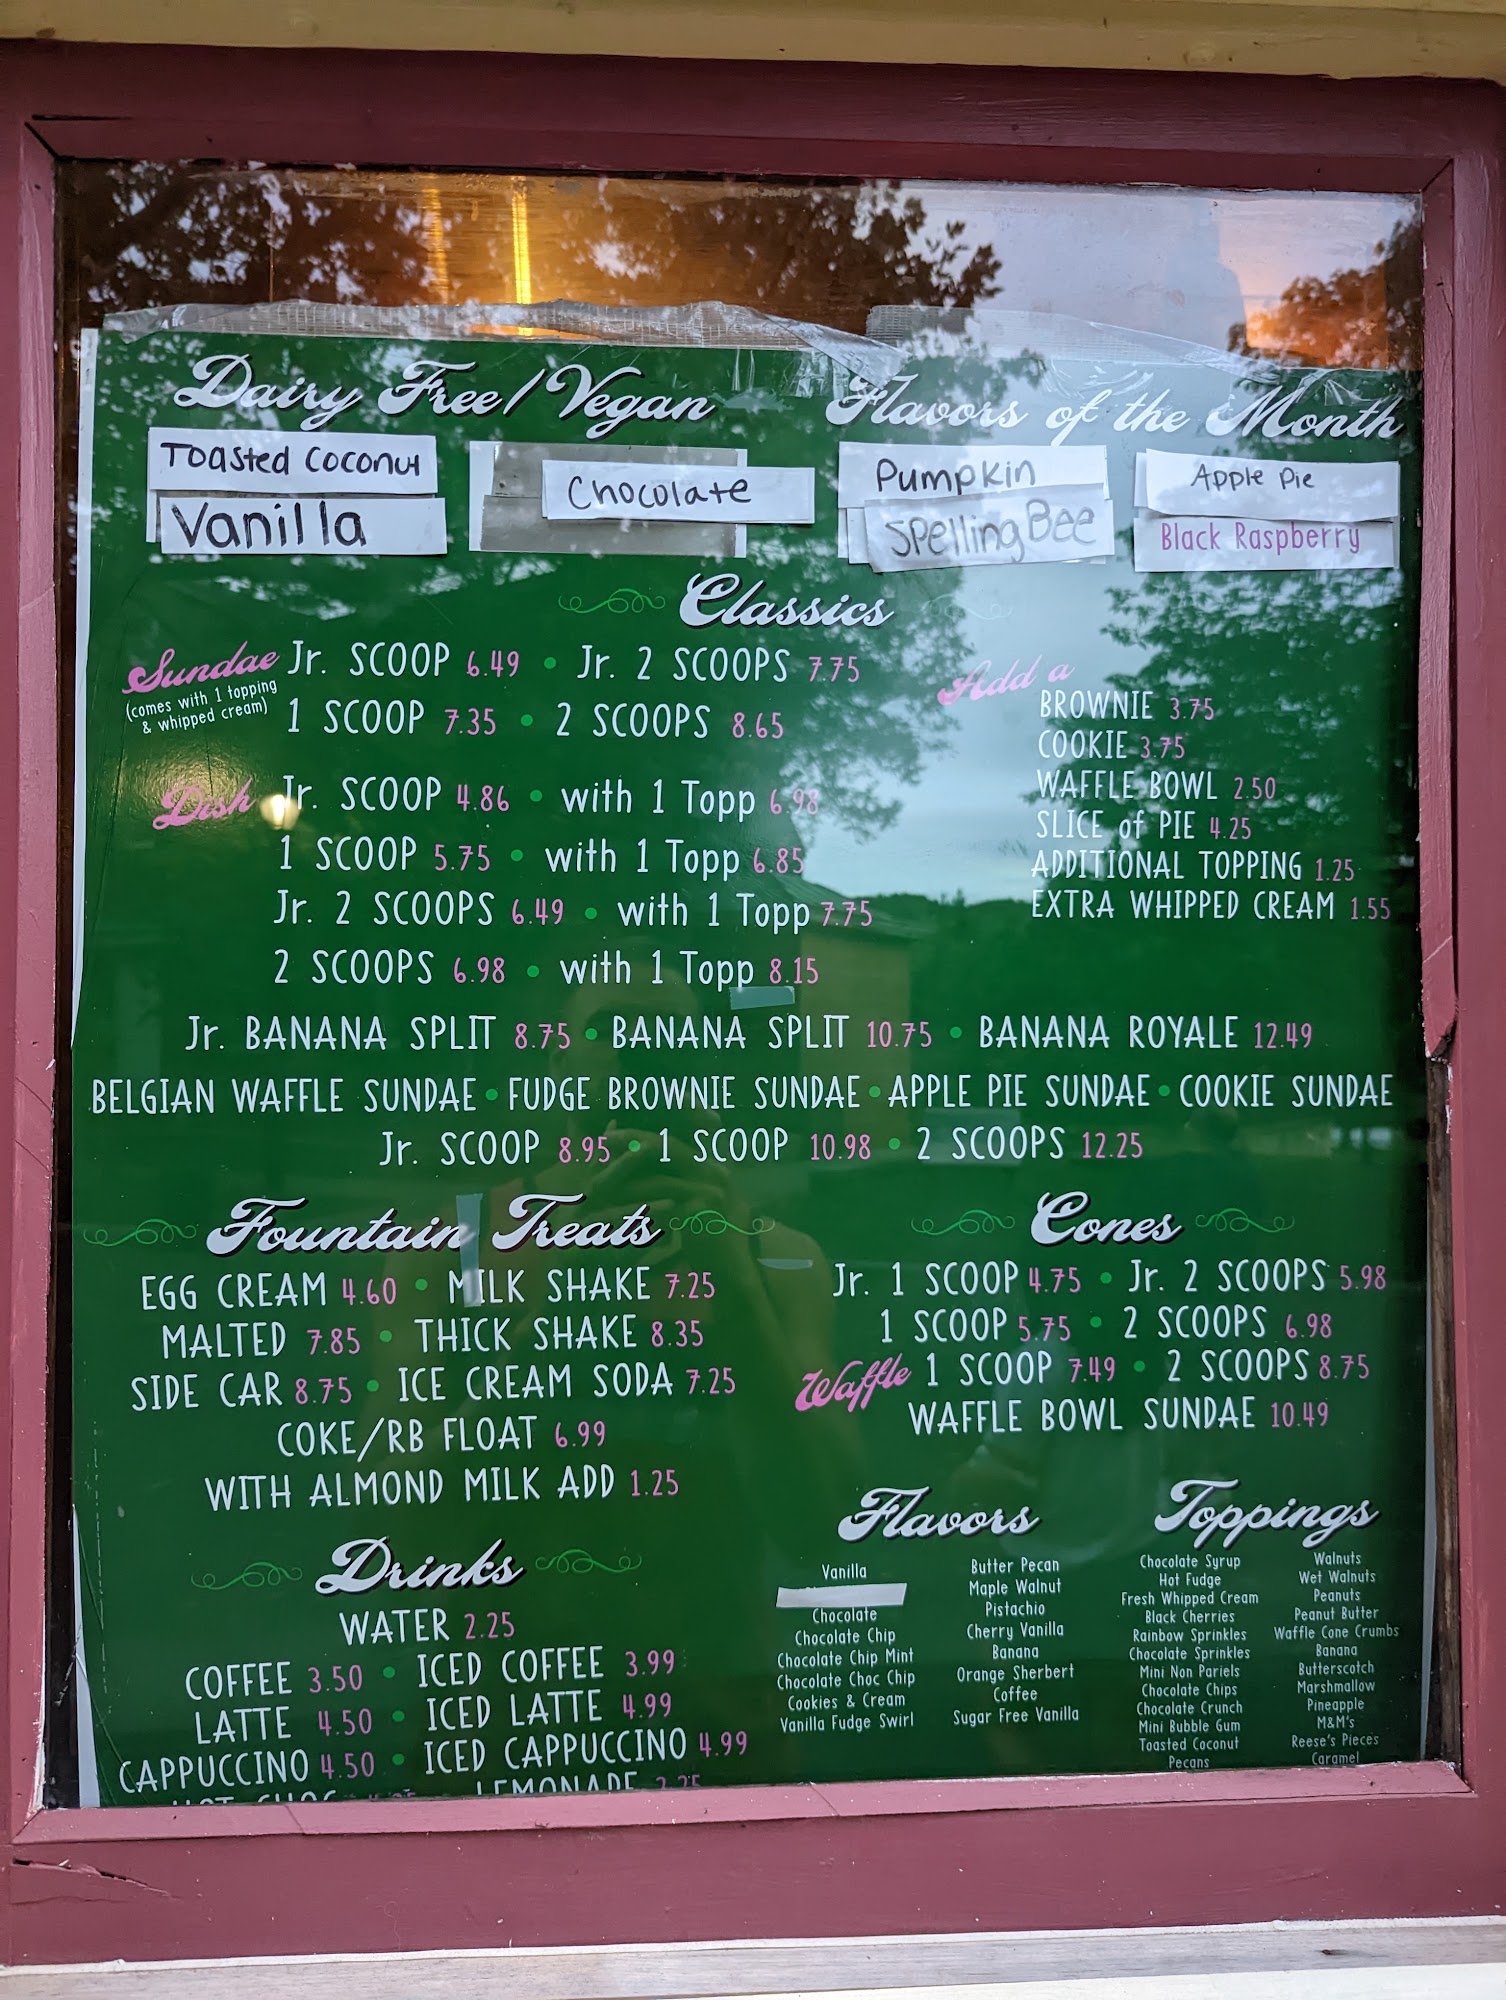 Dairy Free/Vegan
Toasted Coconut
Vanilla
Chocolate
Flavors of the Month
Pumpkin
Spelling Bee
Apple Pie
Black Raspberry
Classics
Sundae
(comes with 1 topping
& whipped cream)
Jr. SCOOP 6.49 • Jr. 2 SCOOPS 7.75
1 SCOOP 7.35 • 2 SCOOPS 8.65
Dish
Jr. SCOOP 4.86 • with 1 Topp 6.98
1 SCOOP 5.75 • with 1 Topp 6.85
Jr. 2 SCOOPS 6.49 • with 1 Topp 7.75
2 SCOOPS 6.98 • with 1 Topp 8.15
Add a
BROWNIE 3.75
COOKIE 3.75
WAFFLE BOWL 2.50
SLICE of PIE 4.25
ADDITIONAL TOPPING 1.25
EXTRA WHIPPED CREAM 1.55
Jr. BANANA SPLIT 8.75 • BANANA SPLIT 10.75 • BANANA ROYALE 12.49
BELGIAN WAFFLE SUNDAE • FUDGE BROWNIE SUNDAE • APPLE PIE SUNDAE • COOKIE SUNDAE
Jr. SCOOP 8.95 • 1 SCOOP 10.98 • 2 SCOOPS 12.25
Fountain Treats
EGG CREAM 4.60 • MILK SHAKE 7.25
MALTED 7.85 • THICK SHAKE 8.35
SIDE CAR 8.75 • ICE CREAM SODA 7.25
COKE/RB FLOAT 6.99
WITH ALMOND MILK ADD 1.25
Drinks
WATER 2.25
COFFEE 3.50 • ICED COFFEE 3.99
LATTE 4.50 • ICED LATTE 4.99
CAPPUCCINO 4.50 • ICED CAPPUCCINO 4.99
LEMONADE
Cones
Jr. 1 SCOOP 4.75 • Jr. 2 SCOOPS 5.98
1 SCOOP 5.75 • 2 SCOOPS 6.98
Waffle 1 SCOOP 7.49 • 2 SCOOPS 8.75
WAFFLE BOWL SUNDAE 10.49
Flavors
Vanilla
Chocolate
Chocolate Chip
Chocolate Chip Mint
Chocolate Choc Chip
Cookies & Cream
Vanilla Fudge Swirl
Butter Pecan
Maple Walnut
Pistachio
Cherry Vanilla
Banana
Orange Sherbert
Coffee
Sugar Free Vanilla
Toppings
Chocolate Syrup
Hot Fudge
Fresh Whipped Cream
Black Cherries
Rainbow Sprinkles
Chocolate Sprinkles
Mini Non Pariels
Chocolate Chips
Chocolate Crunch
Mini Bubble Gum
Toasted Coconut
Pecans
Walnuts
Wet Walnuts
Peanuts
Peanut Butter
Waffle Cone Crumbs
Banana
Butterscotch
Marshmallow
Pineapple
M&M's
Reese's Pieces
Caramel